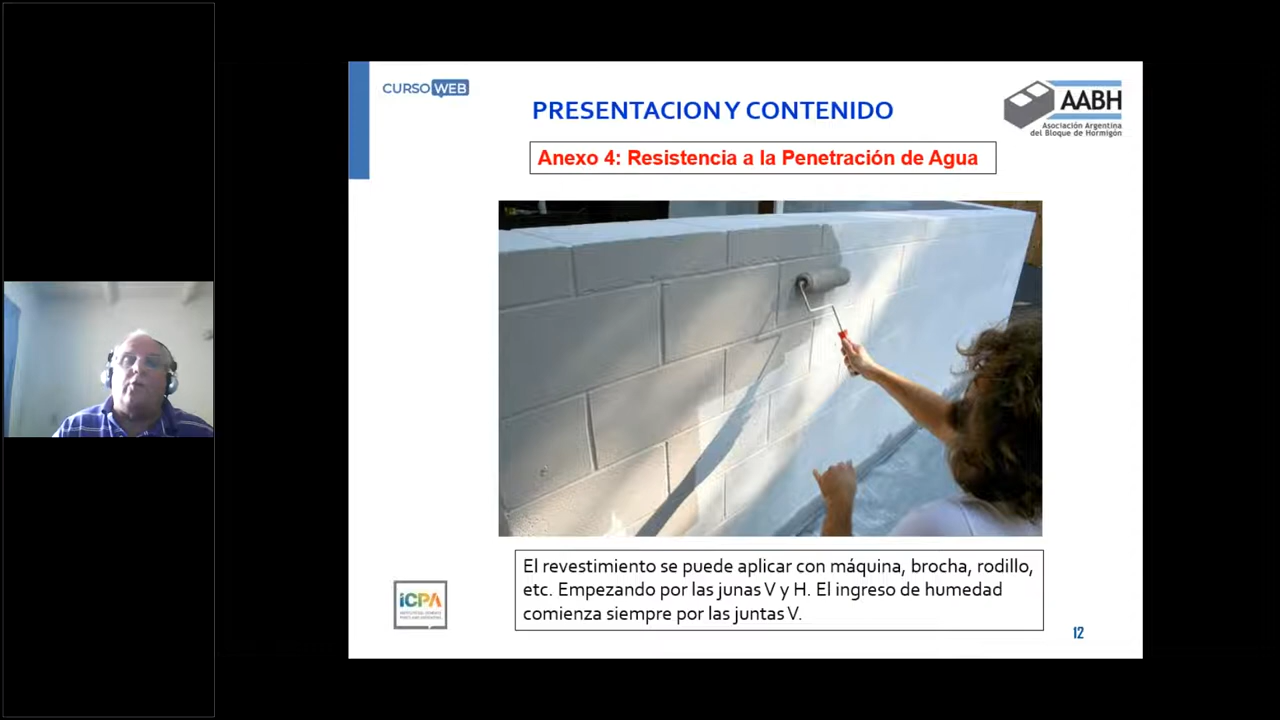 CURSO WEB
PRESENTACION Y CONTENIDO
AABH
Asociación Argentina
del Bloque de Hormigón
Anexo 4: Resistencia a la Penetración de Agua
El revestimiento se puede aplicar con máquina, brocha, rodillo,
etc. Empezando por las junas V y H. El ingreso de humedad
comienza siempre por las juntas V.
iCPA
12